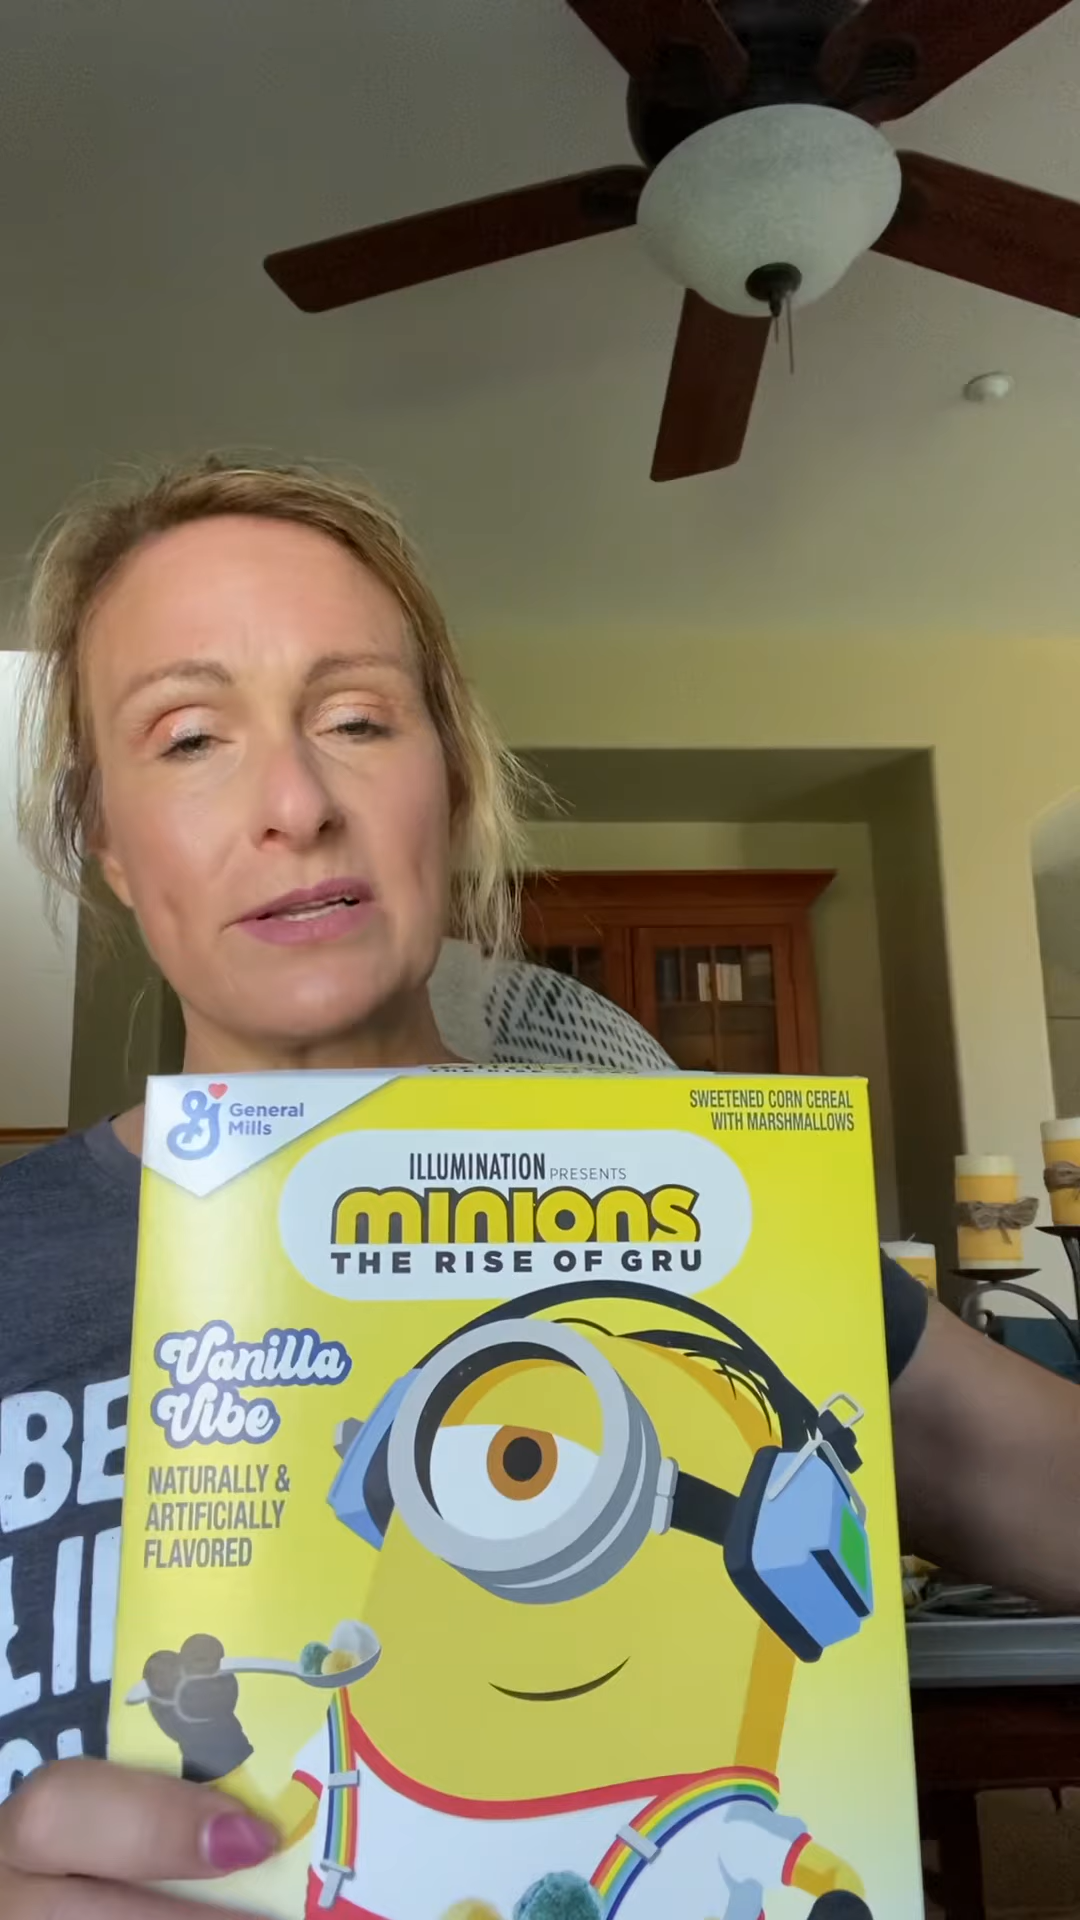 General
Mills
SWEETENED CORN CEREAL
WITH MARSHMALLOWS
ILLUMINATION PRESENTS
minions
THE RISE OF GRU
Vanilla
Vibe
NATURALLY &
ARTIFICIALLY
FLAVORED
BE